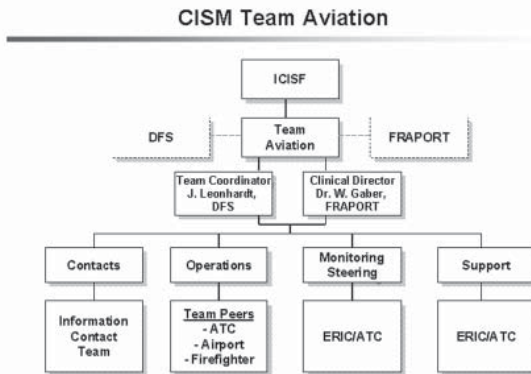 CISM Team Aviation
ICISF
DFS
Team
Aviation
FRAPORT
Team Coordinator
J. Leonhardt,
DFS
Clinical Director
Dr. W. Gaber,
FRAPORT
Contacts
Operations
Monitoring
Steering
Support
Information
Contact
Team
Team Peers
- ATC
- Airport
- Firefighter
ERIC/ATC
ERIC/ATC